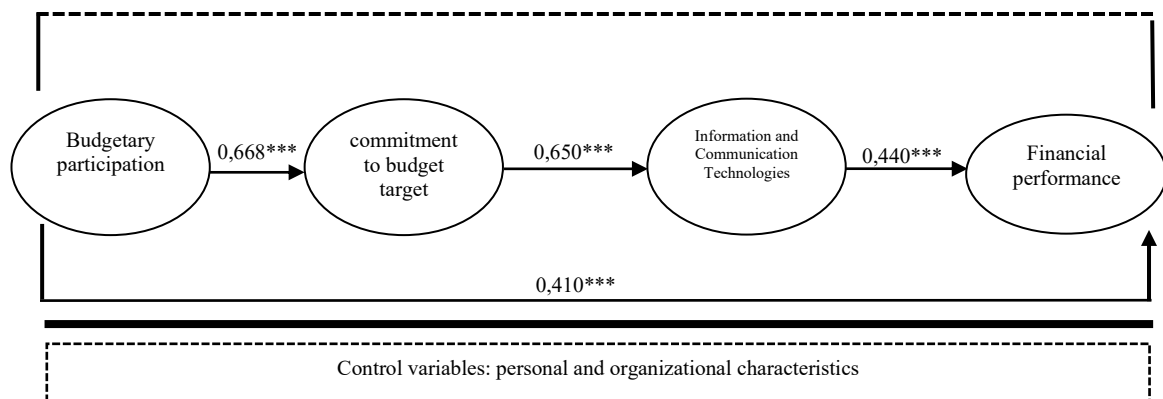 Budgetary
participation
0,668***
commitment
to budget
target
0,650***
Information and
Communication
Technologies
0,440***
Financial
performance
0,410***
Control variables: personal and organizational characteristics